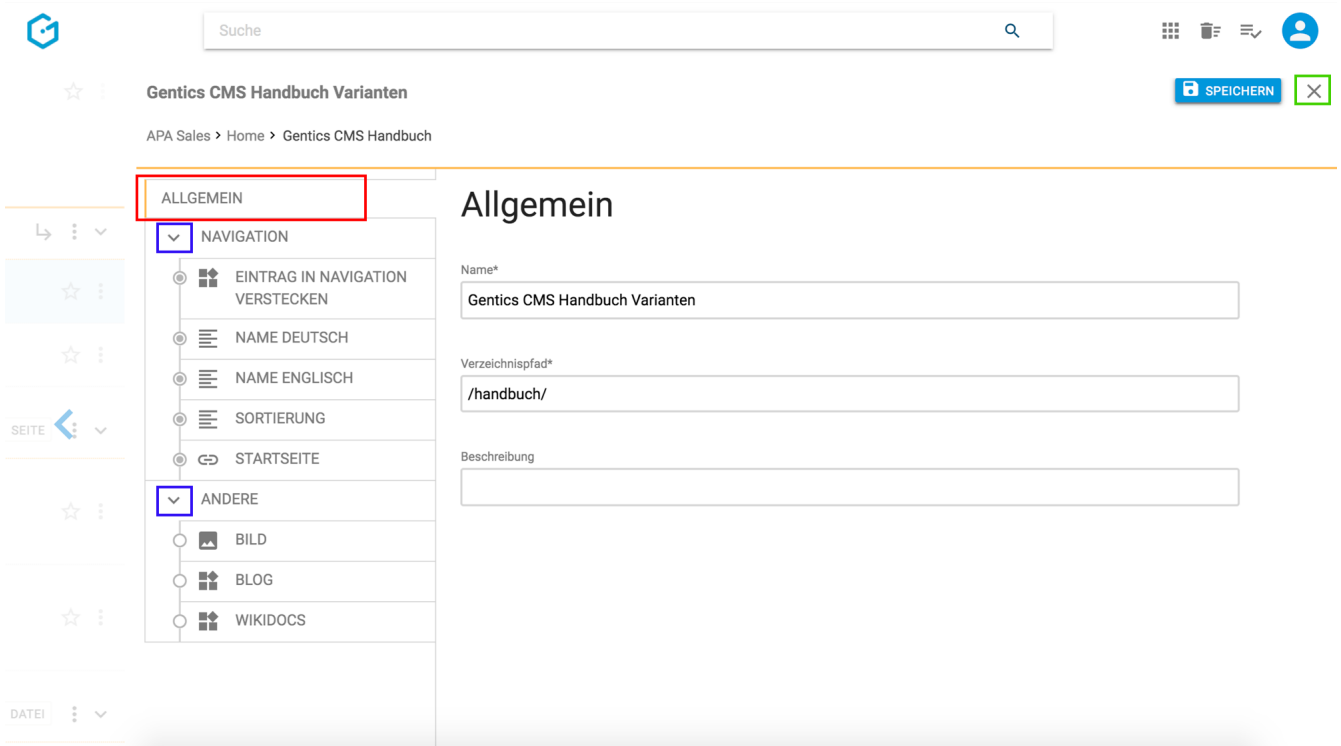 Suche
Gentics CMS Handbuch Varianten
SPEICHERN
APA Sales > Home > Gentics CMS Handbuch
ALLGEMEIN
NAVIGATION
EINTRAG IN NAVIGATION
VERSTECKEN
NAME DEUTSCH
NAME ENGLISCH
SORTIERUNG
STARTSEITE
ANDERE
BILD
BLOG
WIKIDOCS
Allgemein
Name*
Gentics CMS Handbuch Varianten
Verzeichnispfad*
/handbuch/
Beschreibung
SEITE
DATEI